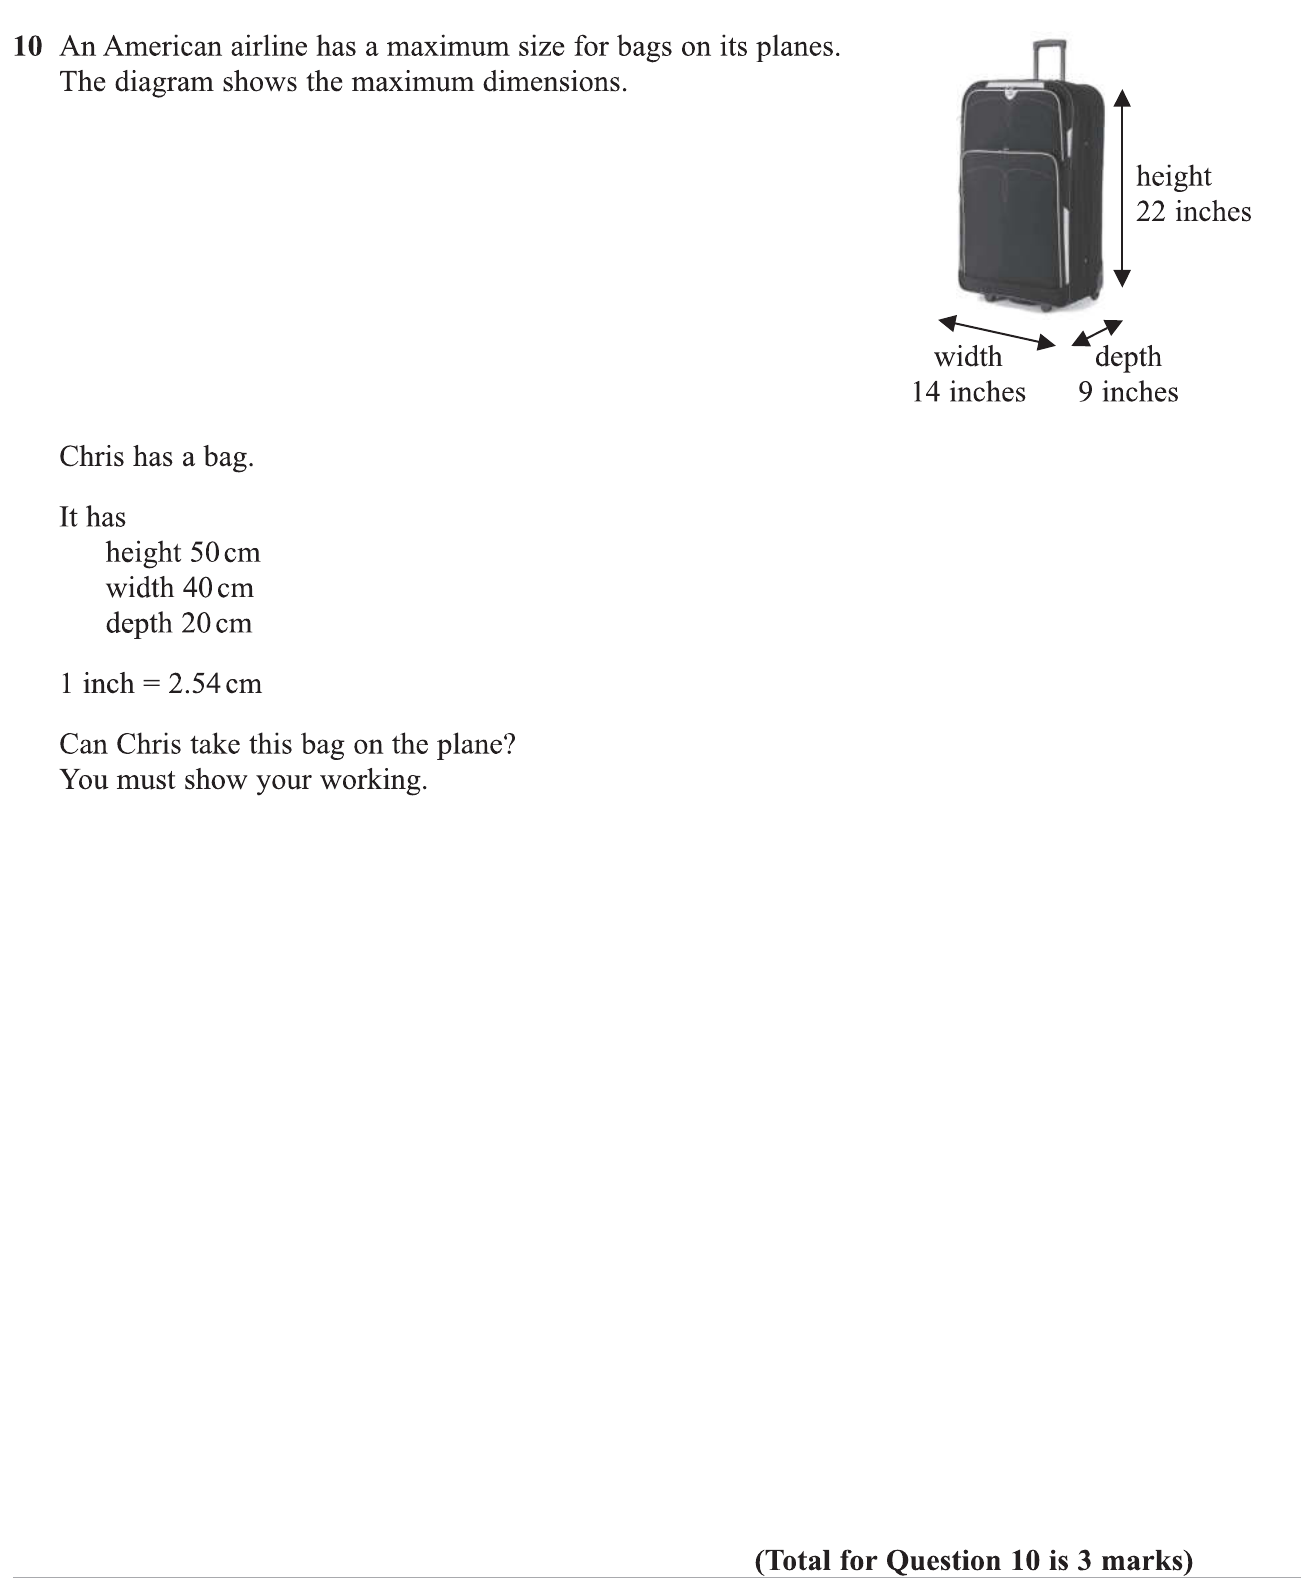 10 An American airline has a maximum size for bags on its planes.
The diagram shows the maximum dimensions.
height
22 inches
width
14 inches
depth
9 inches
Chris has a bag.
It has
height 50 cm
width 40 cm
depth 20 cm
1 inch = 2.54 cm
Can Chris take this bag on the plane?
You must show your working.
(Total for Question 10 is 3 marks)